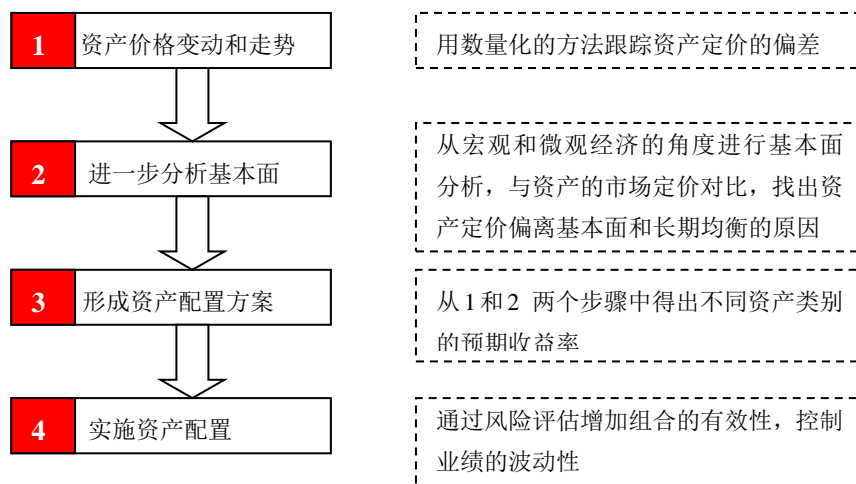 1 资产价格变动和走势
用数量化的方法跟踪资产定价的偏差
2 进一步分析基本面
从宏观和微观经济的角度进行基本面
分析，与资产的市场定价对比，找出资
产定价偏离基本面和长期均衡的原因
3 形成资产配置方案
从1和2 两个步骤中得出不同资产类别
的预期收益率
4 实施资产配置
通过风险评估增加组合的有效性，控制
业绩的波动性